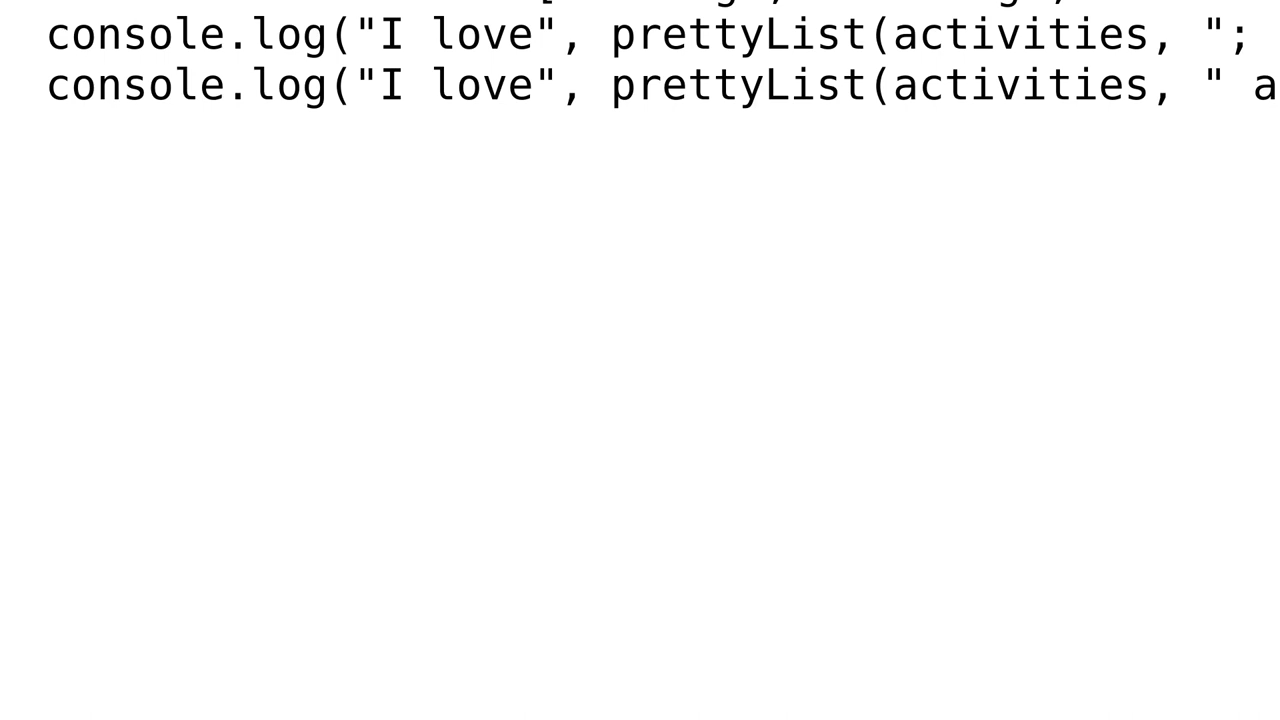 console.log("I love", prettyList(activities, ";
console.log("I love", prettyList(activities, " a